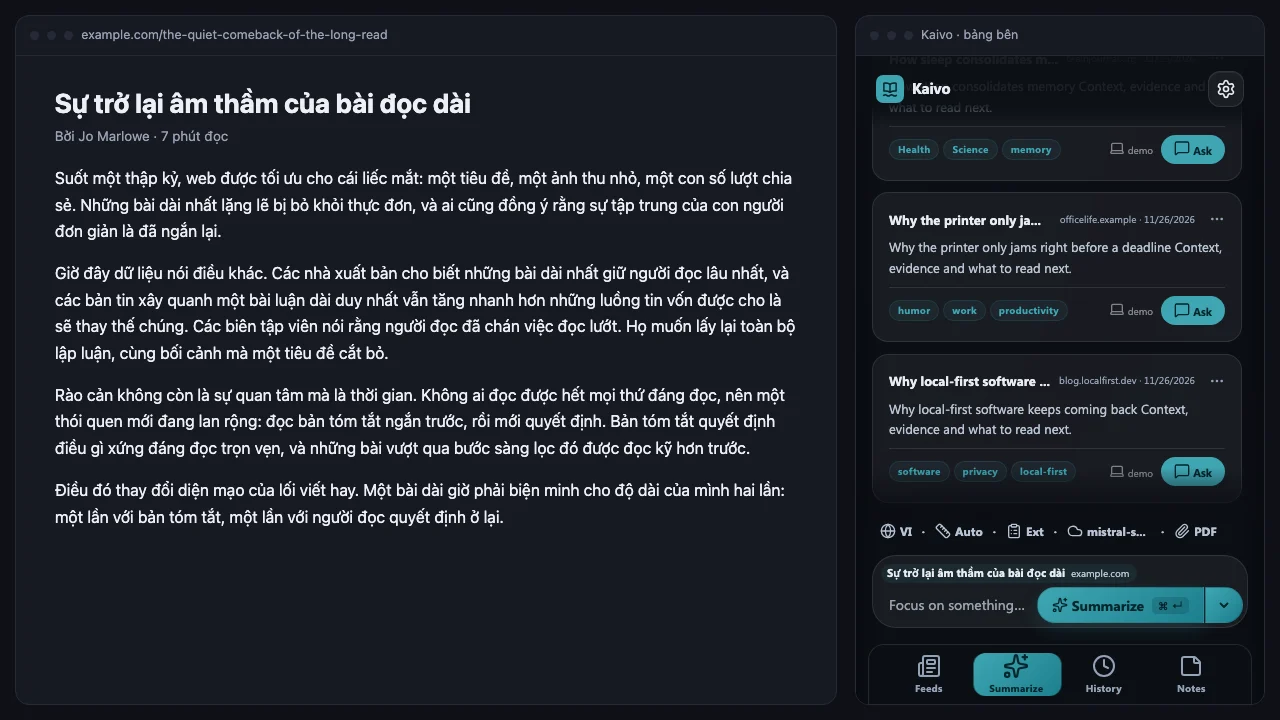 example.com/the-quiet-comeback-of-the-long-read
Sự trở lại âm thầm của bài đọc dài
Bởi Jo Marlowe · 7 phút đọc
Suốt một thập kỷ, web được tối ưu cho cái liếc mắt: một tiêu đề, một ảnh thu nhỏ, một con số lượt chia
sẻ. Những bài dài nhất lặng lẽ bị bỏ khỏi thực đơn, và ai cũng đồng ý rằng sự tập trung của con người
đơn giản là đã ngắn lại.
Giờ đây dữ liệu nói điều khác. Các nhà xuất bản cho biết những bài dài nhất giữ người đọc lâu nhất, và
các bản tin xây quanh một bài luận dài duy nhất vẫn tăng nhanh hơn những luồng tin vốn được cho là
sẽ thay thế chúng. Các biên tập viên nói rằng người đọc đã chán việc đọc lướt. Họ muốn lấy lại toàn bộ
lập luận, cùng bối cảnh mà một tiêu đề cắt bỏ.
Rào cản không còn là sự quan tâm mà là thời gian. Không ai đọc được hết mọi thứ đáng đọc, nên một
thói quen mới đang lan rộng: đọc bản tóm tắt ngắn trước, rồi mới quyết định. Bản tóm tắt quyết định
điều gì xứng đáng đọc trọn vẹn, và những bài vượt qua bước sàng lọc đó được đọc kỹ hơn trước.
Điều đó thay đổi diện mạo của lối viết hay. Một bài dài giờ phải biện minh cho độ dài của mình hai lần:
một lần với bản tóm tắt, một lần với người đọc quyết định ở lại.
Kaivo · bảng bên
How sleep consolidates m...
Kaivo
consolidates memory Context, evidence and
what to read next.
Health Science memory demo Ask
Why the printer only ja... officelife.example · 11/26/2026 ...
Why the printer only jams right before a deadline Context,
evidence and what to read next.
humor work productivity demo Ask
Why local-first software ... blog.localfirst.dev · 11/26/2026 ...
Why local-first software keeps coming back Context,
evidence and what to read next.
software privacy local-first demo Ask
VI · Auto · Ext · mistral-s... · PDF
Sự trở lại âm thầm của bài đọc dài example.com
Focus on something... Summarize ⌘ ↵
Feeds Summarize History Notes